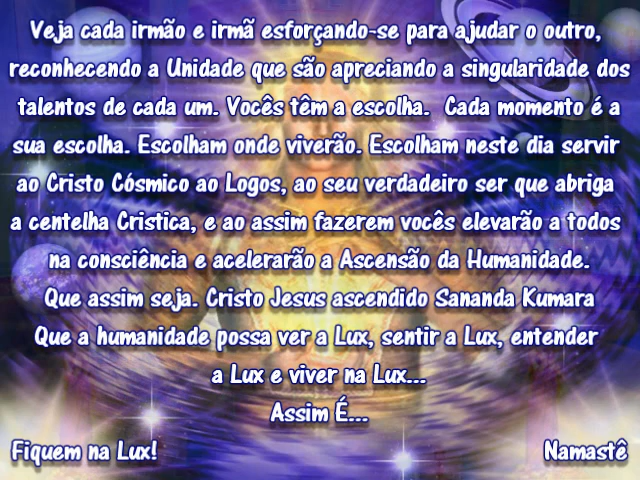 Veja cada irmão e irmã esforçando-se para ajudar o outro,
reconhecendo a Unidade que são apreciando a singularidade dos
talentos de cada um. Vocês têm a escolha. Cada momento é a
sua escolha. Escolham onde viverão. Escolham neste dia servir
ao Cristo Cósmico ao Logos, ao seu verdadeiro ser que abriga
a centelha Cristica, e ao assim fazerem vocês elevarão a todos
na consciência e acelerarão a Ascensão da Humanidade.
Que assim seja. Cristo Jesus ascendido Sananda Kumara
Que a humanidade possa ver a Lux, sentir a Lux, entender
a Lux e viver na Lux...
Assim É...
Fiquem na Lux! Namastê